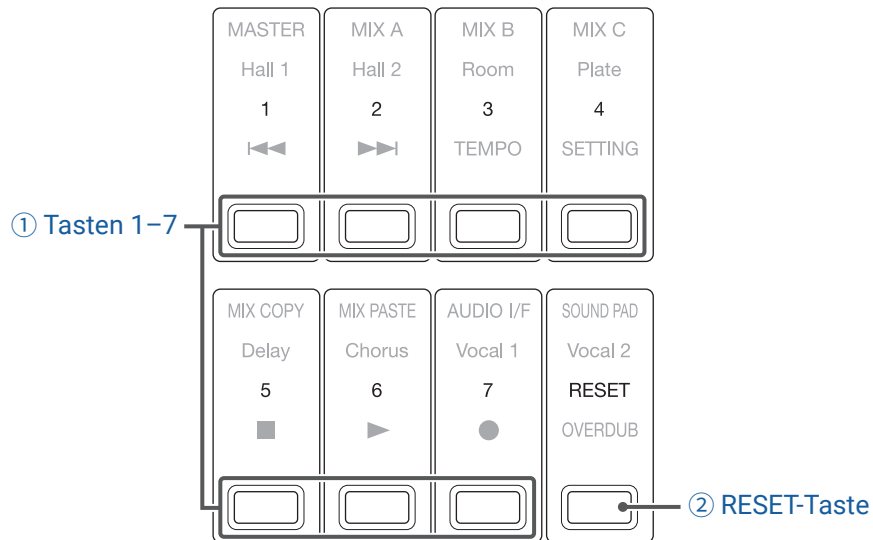 MASTER MIX A MIX B MIX C
Hall 1 Hall 2 Room Plate
1 2 3 4
TEMPO SETTING
① Tasten 1–7
MIX COPY MIX PASTE AUDIO I/F SOUND PAD
Delay Chorus Vocal 1 Vocal 2
5 6 7 RESET
OVERDUB
② RESET-Taste